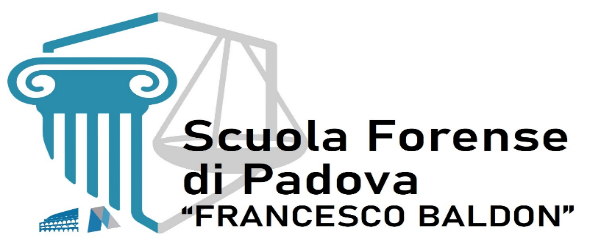 Scuola Forense
di Padova
“FRANCESCO BALDON”